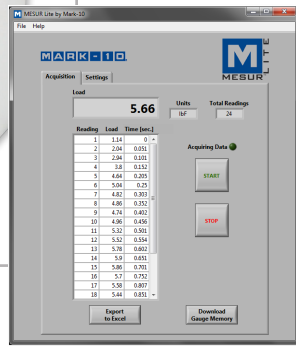 MESUR Lite by Mark-10
File Help
MARK-10
M
MESUR
LITE
Acquisition Settings
Load
5.66
Units
lbF
Total Readings
24
Reading Load Time [sec.]
1 1.14 0
2 2.04 0.051
3 2.94 0.101
4 3.8 0.152
5 4.64 0.205
6 5.04 0.25
7 4.82 0.303
8 4.86 0.352
9 4.74 0.402
10 4.96 0.456
11 5.32 0.501
12 5.52 0.554
13 5.78 0.602
14 5.9 0.651
15 5.86 0.701
16 5.7 0.752
17 5.58 0.807
18 5.44 0.851
Acquiring Data
START
STOP
Export
to Excel
Download
Gauge Memory